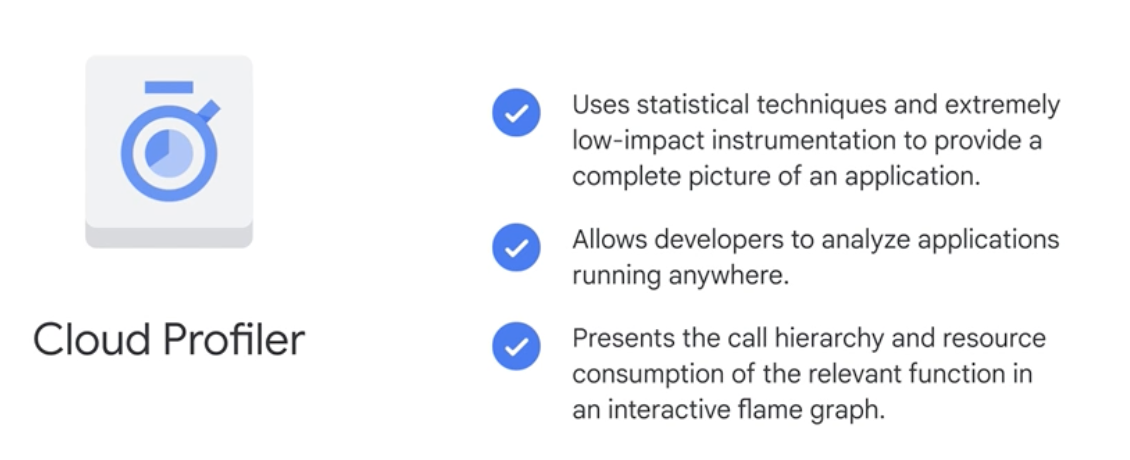 Cloud Profiler
Uses statistical techniques and extremely
low-impact instrumentation to provide a
complete picture of an application.
Allows developers to analyze applications
running anywhere.
Presents the call hierarchy and resource
consumption of the relevant function in
an interactive flame graph.